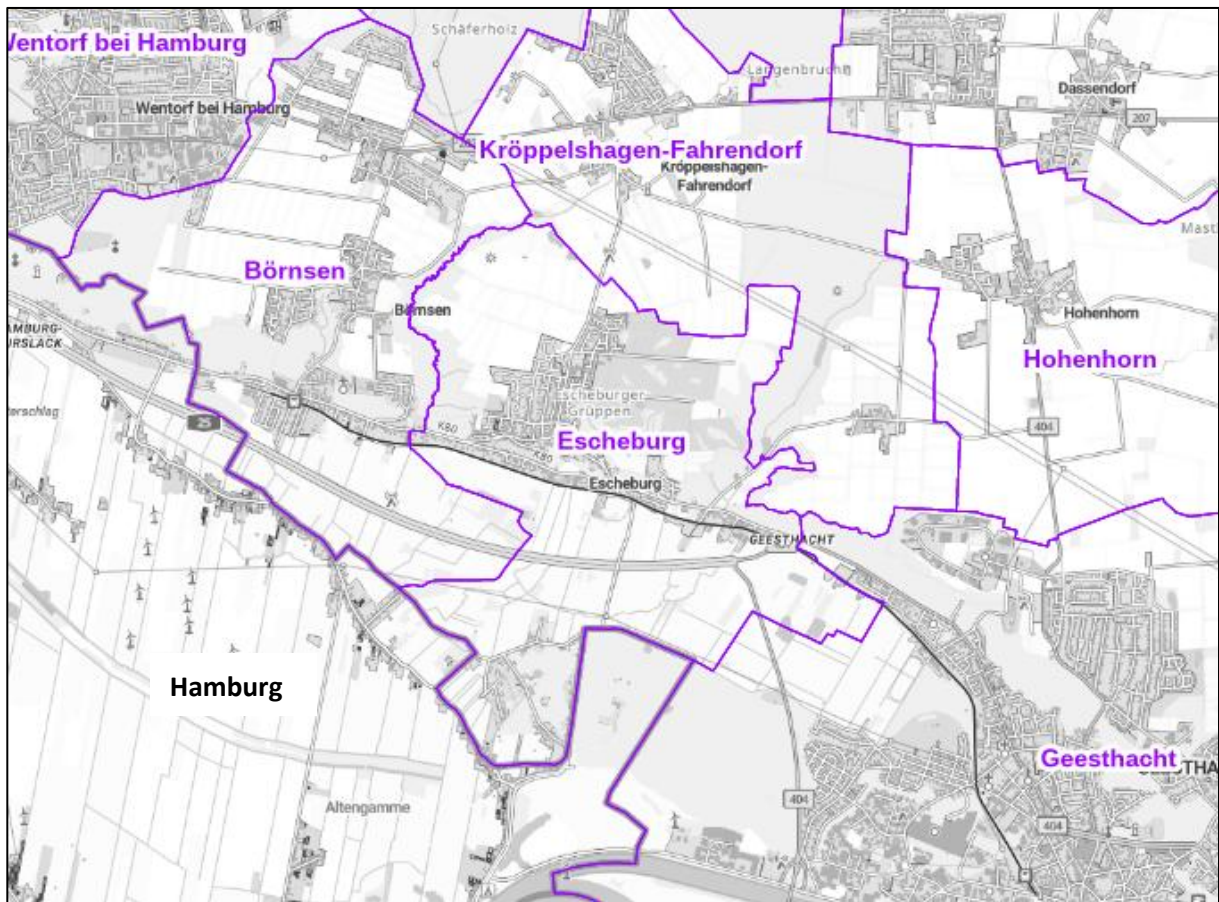 Schäferholz
Wentorf bei Hamburg
Langenbruch
Dassendorf
Wentorf bei Hamburg
207
Kröppelshagen-Fahrendorf
Kröppelshagen-
Fahrendorf
Börnsen
Börnsen
Hohenhorn
Hohenhorn
25
Escheburger
Grüppen
K80
404
Escheburg
K80
Escheburg
GEESTHACHT
Hamburg
Geesthacht
Altengamme
404
404